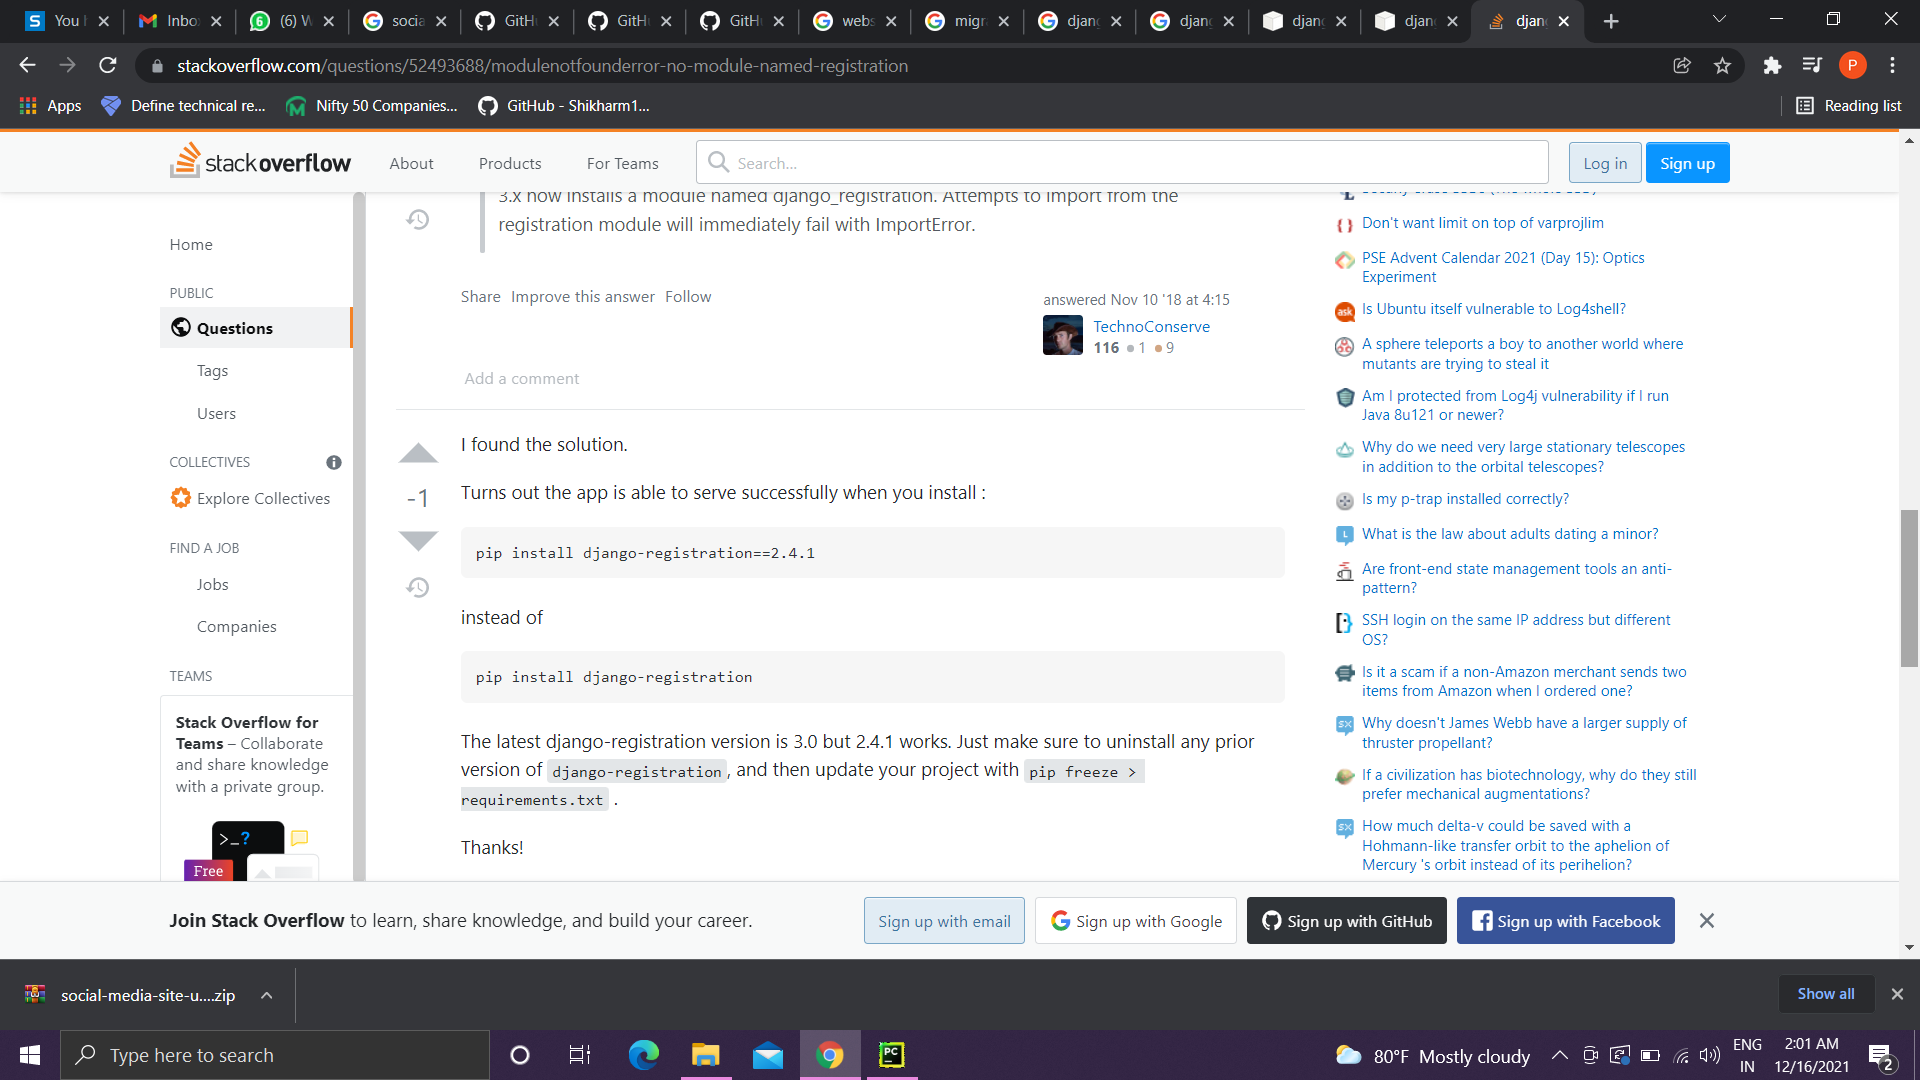 You h
Inbo
(6) W
socia
GitHu
GitHu
GitHu
webs
migra
djang
djang
djang
djang
djang
stackoverflow.com/questions/52493688/modulenotfounderror-no-module-named-registration
P
Apps
Define technical re...
Nifty 50 Companies...
GitHub - Shikharm1...
Reading list
stackoverflow
About
Products
For Teams
Search...
Log in
Sign up
Home
PUBLIC
Questions
Tags
Users
COLLECTIVES
Explore Collectives
FIND A JOB
Jobs
Companies
TEAMS
Stack Overflow for
Teams – Collaborate
and share knowledge
with a private group.
>_?
Free
3.x now installs a module named django_registration. Attempts to import from the
registration module will immediately fail with ImportError.
Share Improve this answer Follow
answered Nov 10 '18 at 4:15
TechnoConserve
116 1 9
Add a comment
I found the solution.
-1
Turns out the app is able to serve successfully when you install :
pip install django-registration==2.4.1
instead of
pip install django-registration
The latest django-registration version is 3.0 but 2.4.1 works. Just make sure to uninstall any prior
version of django-registration, and then update your project with pip freeze >
requirements.txt .
Thanks!
Don't want limit on top of varprojlim
PSE Advent Calendar 2021 (Day 15): Optics
Experiment
ask
Is Ubuntu itself vulnerable to Log4shell?
A sphere teleports a boy to another world where
mutants are trying to steal it
Am I protected from Log4j vulnerability if I run
Java 8u121 or newer?
Why do we need very large stationary telescopes
in addition to the orbital telescopes?
Is my p-trap installed correctly?
L
What is the law about adults dating a minor?
Are front-end state management tools an anti-
pattern?
SSH login on the same IP address but different
OS?
Is it a scam if a non-Amazon merchant sends two
items from Amazon when I ordered one?
SX
Why doesn't James Webb have a larger supply of
thruster propellant?
If a civilization has biotechnology, why do they still
prefer mechanical augmentations?
SX
How much delta-v could be saved with a
Hohmann-like transfer orbit to the aphelion of
Mercury 's orbit instead of its perihelion?
Join Stack Overflow to learn, share knowledge, and build your career.
Sign up with email
Sign up with Google
Sign up with GitHub
Sign up with Facebook
social-media-site-u....zip
Show all
Type here to search
PC
80°F Mostly cloudy
ENG
IN
2:01 AM
12/16/2021
2